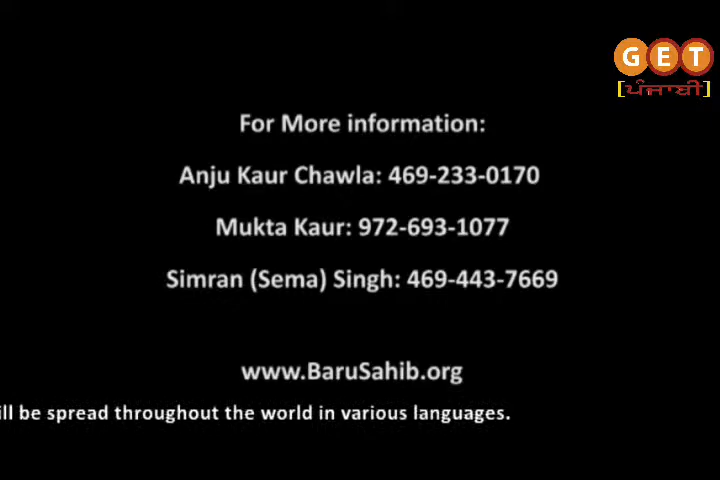 GET
[ਪੰਜਾਬੀ]
For More information:
Anju Kaur Chawla: 469-233-0170
Mukta Kaur: 972-693-1077
Simran (Sema) Singh: 469-443-7669
www.BaruSahib.org
ill be spread throughout the world in various languages.